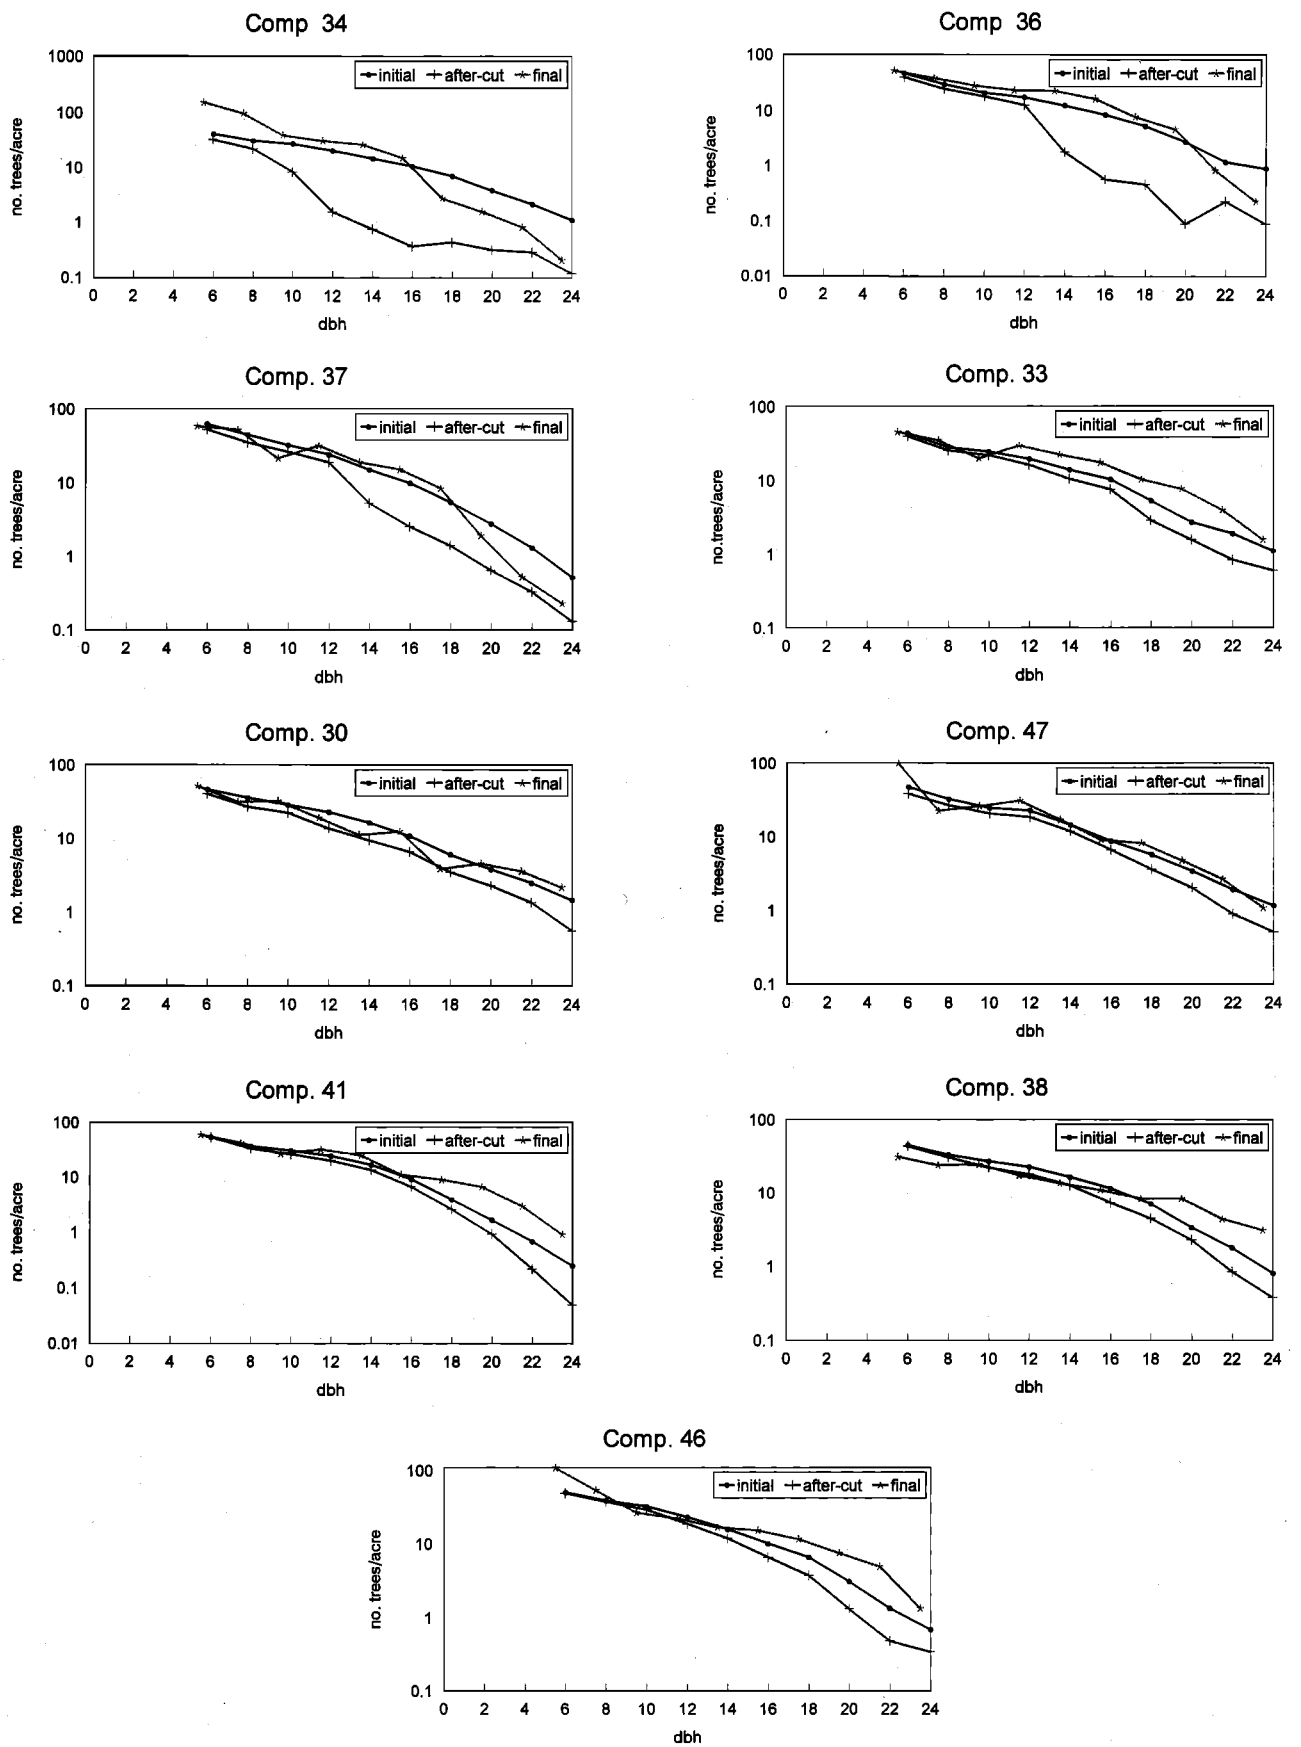 Comp 34
1000
100
10
1
0.1
no. trees/acre
initial after-cut final
0 2 4 6 8 10 12 14 16 18 20 22 24
dbh
Comp 36
100
10
1
0.1
0.01
no. trees/acre
initial after-cut final
0 2 4 6 8 10 12 14 16 18 20 22 24
dbh
Comp. 37
100
10
1
0.1
no. trees/acre
initial after-cut final
0 2 4 6 8 10 12 14 16 18 20 22 24
dbh
Comp. 33
100
10
1
0.1
no.trees/acre
initial after-cut final
0 2 4 6 8 10 12 14 16 18 20 22 24
dbh
Comp. 30
100
10
1
0.1
no. trees/acre
initial after-cut final
0 2 4 6 8 10 12 14 16 18 20 22 24
dbh
Comp. 47
100
10
1
0.1
no. trees/acre
initial after-cut final
0 2 4 6 8 10 12 14 16 18 20 22 24
dbh
Comp. 41
100
10
1
0.1
0.01
no. trees/acre
initial after-cut final
0 2 4 6 8 10 12 14 16 18 20 22 24
dbh
Comp. 38
100
10
1
0.1
no. trees/acre
initial after-cut final
0 2 4 6 8 10 12 14 16 18 20 22 24
dbh
Comp. 46
100
10
1
0.1
no. trees/acre
initial after-cut final
0 2 4 6 8 10 12 14 16 18 20 22 24
dbh